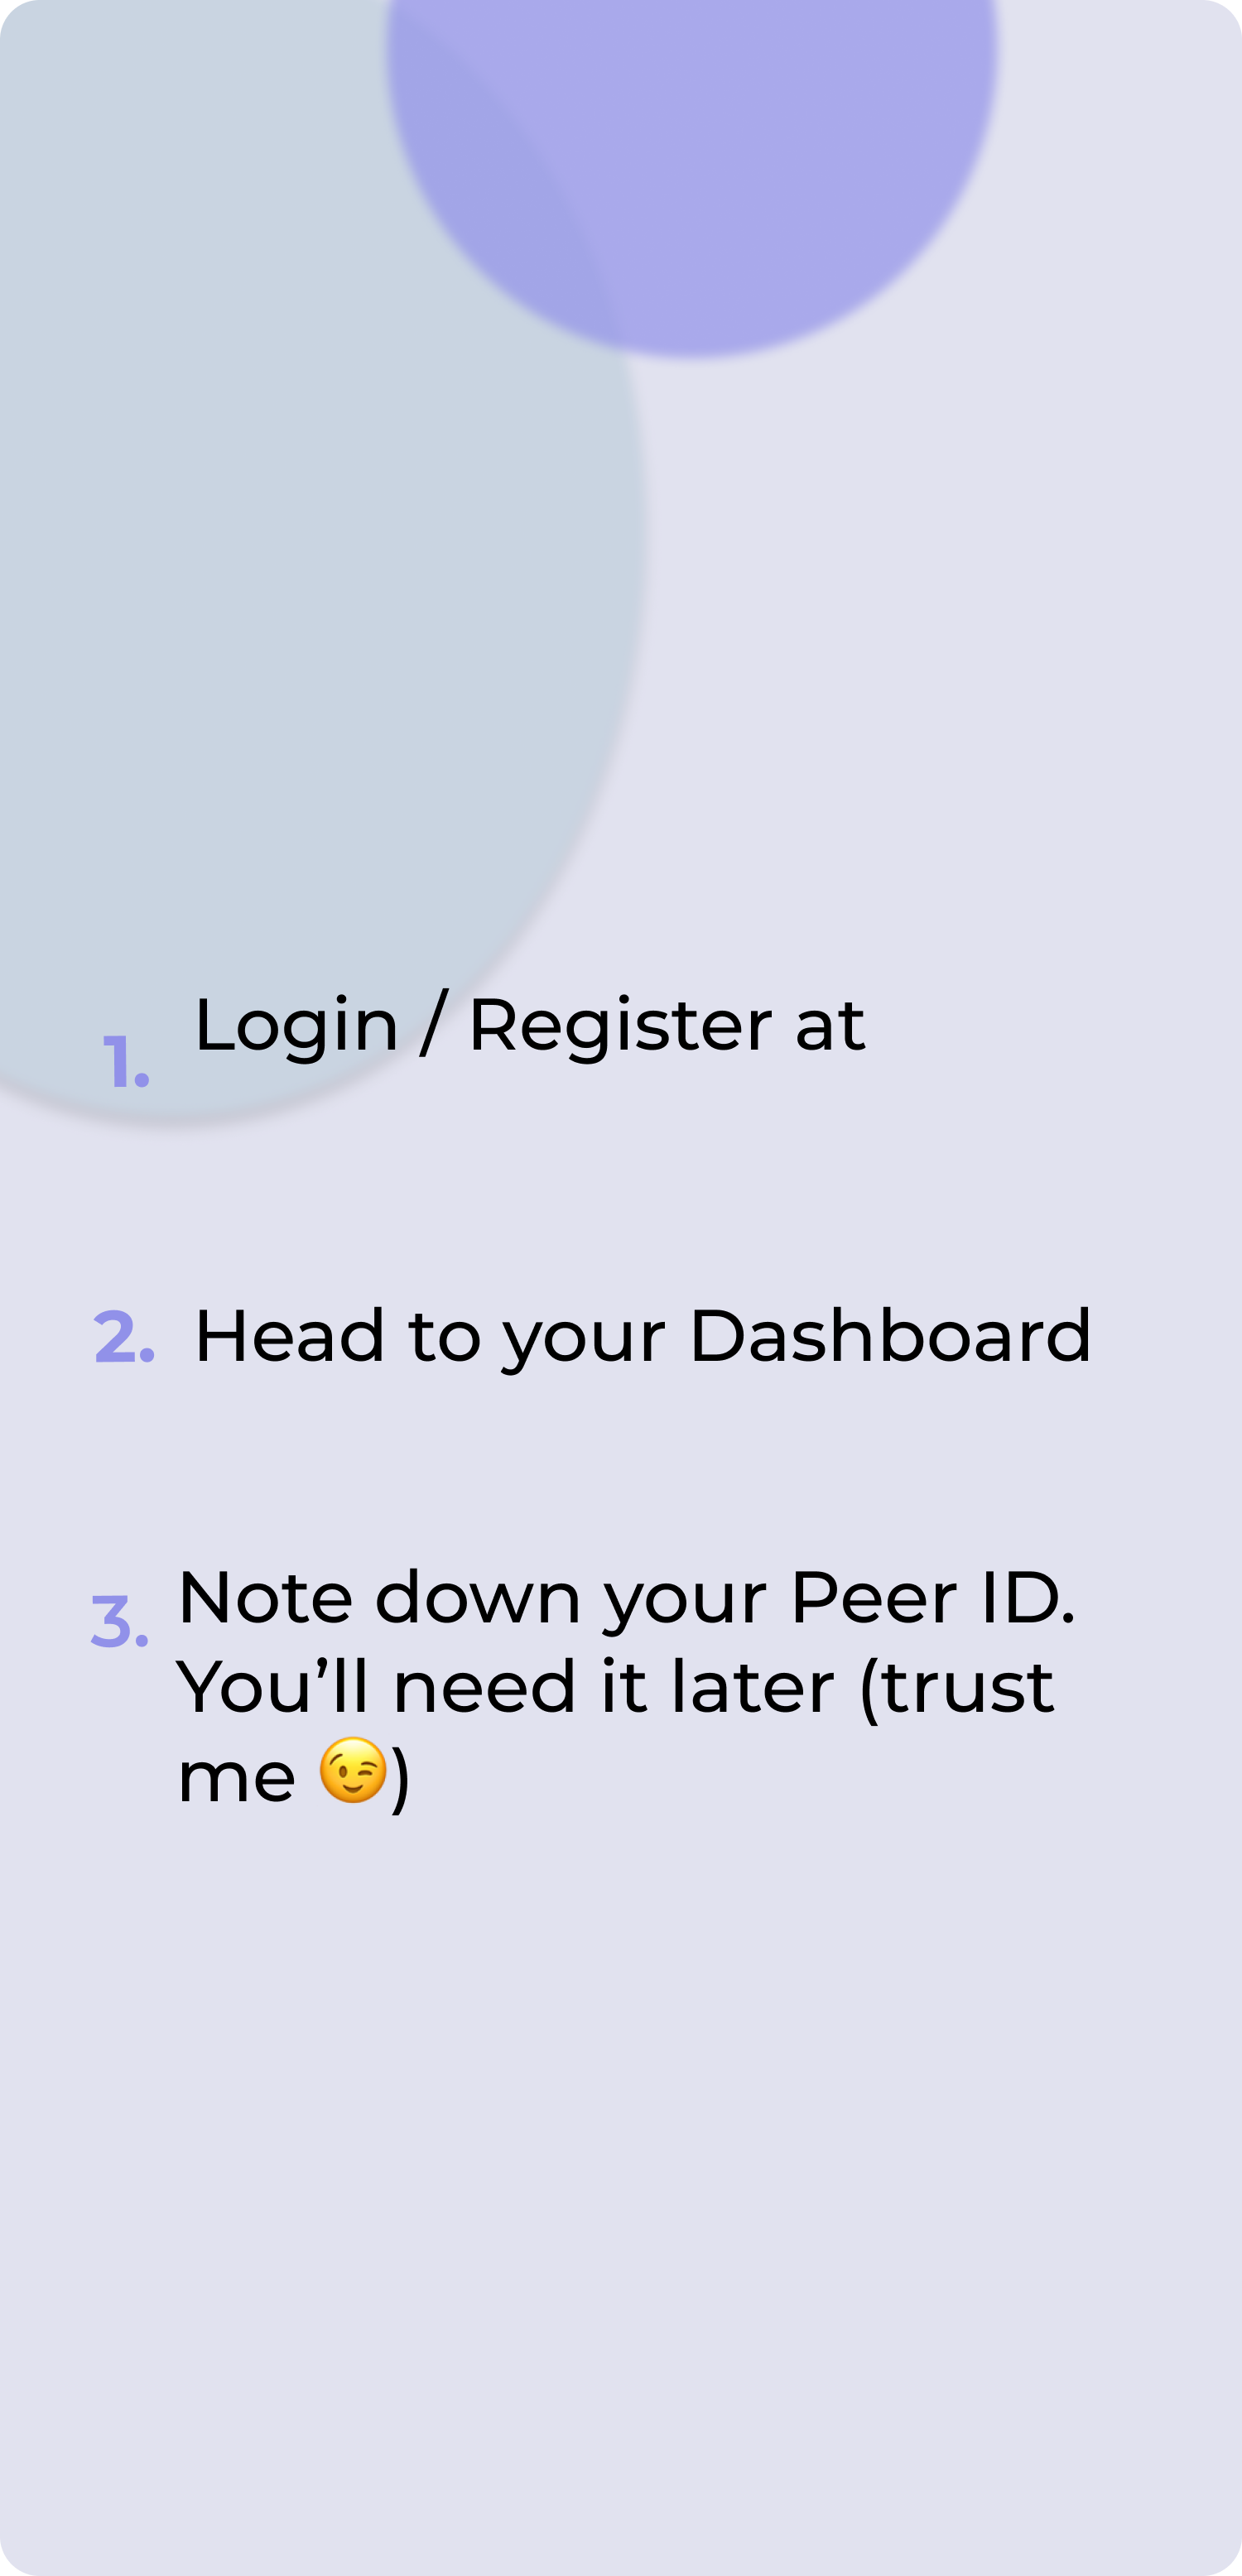 1. Login / Register at
2. Head to your Dashboard
3. Note down your Peer ID.
You’ll need it later (trust
me 😉)